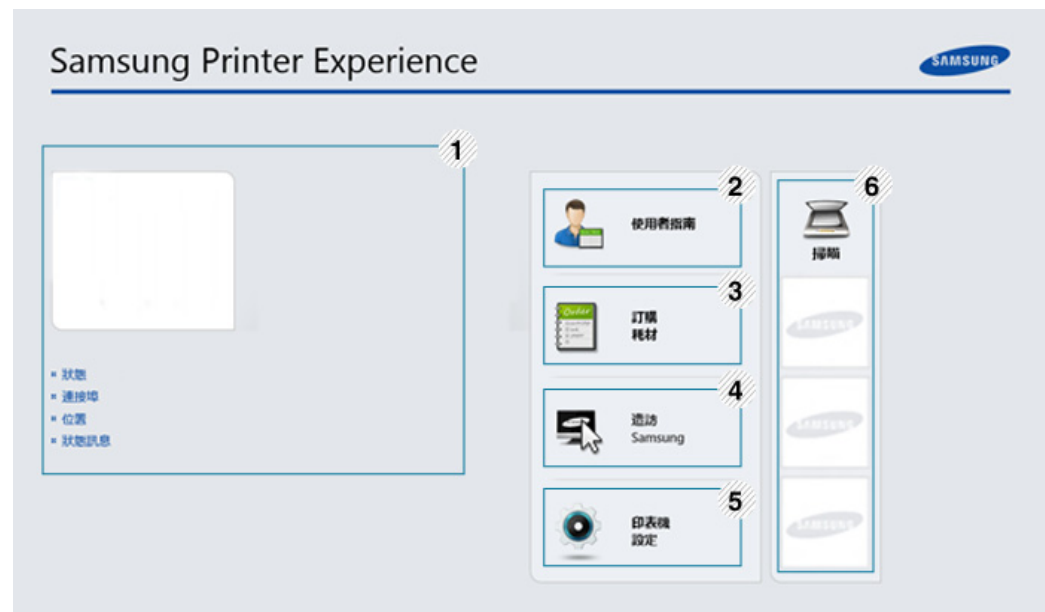 Samsung Printer Experience
SAMSUNG
1
狀態
連接埠
位置
狀態訊息
2
使用者指南
3
Order
訂購
耗材
4
造訪
Samsung
5
印表機
設定
6
掃瞄
SAMSUNG
SAMSUNG
SAMSUNG